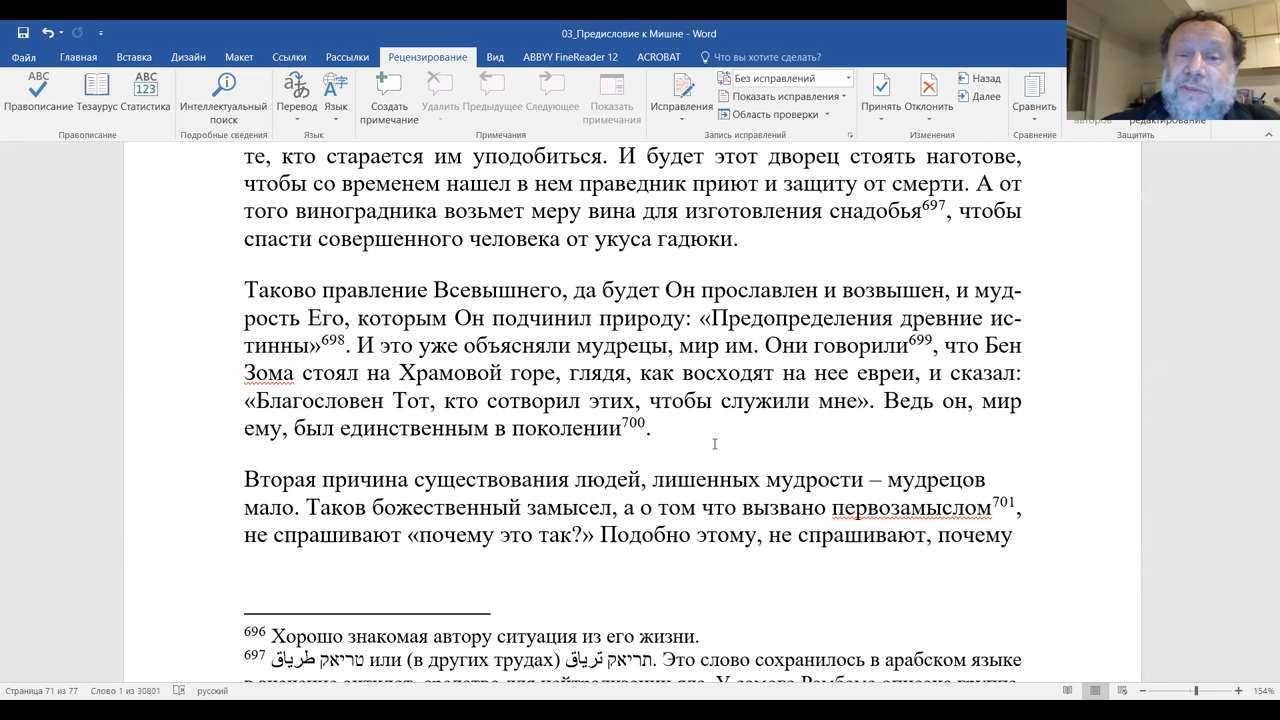 03_Предисловие к Мишне - Word
Файл Главная Вставка Дизайн Макет Ссылки Рассылки Рецензирование Вид ABBYY FineReader 12 ACROBAT Что вы хотите сделать?
ABC Правописание
Тезаурус
ABC 123 Статистика
Правописание
Интеллектуальный поиск
Подробные сведения
Перевод Язык
Язык
Создать примечание
Удалить Предыдущее Следующее
Показать примечания
Примечания
Исправления
Без исправлений
Показать исправления
Область проверки
Запись исправлений
Принять Отклонить
Назад
Далее
Изменения
Сравнить
Сравнение
авторов редактирование
Защитить
те, кто старается им уподобиться. И будет этот дворец стоять наготове,
чтобы со временем нашел в нем праведник приют и защиту от смерти. А от
того виноградника возьмет меру вина для изготовления снадобья697, чтобы
спасти совершенного человека от укуса гадюки.
Таково правление Всевышнего, да будет Он прославлен и возвышен, и муд-
рость Его, которым Он подчинил природу: «Предопределения древние ис-
тинны»698. И это уже объясняли мудрецы, мир им. Они говорили699, что Бен
Зома стоял на Храмовой горе, глядя, как восходят на нее евреи, и сказал:
«Благословен Тот, кто сотворил этих, чтобы служили мне». Ведь он, мир
ему, был единственным в поколении700.
Вторая причина существования людей, лишенных мудрости – мудрецов
мало. Таков божественный замысел, а о том что вызвано первозамыслом701,
не спрашивают «почему это так?» Подобно этому, не спрашивают, почему
696 Хорошо знакомая автору ситуация из его жизни.
697 טריאק طرياق или (в других трудах) תריאק ترياق. Это слово сохранилось в арабском языке
Страница 71 из 77 Слово 1 из 30801 русский 154%